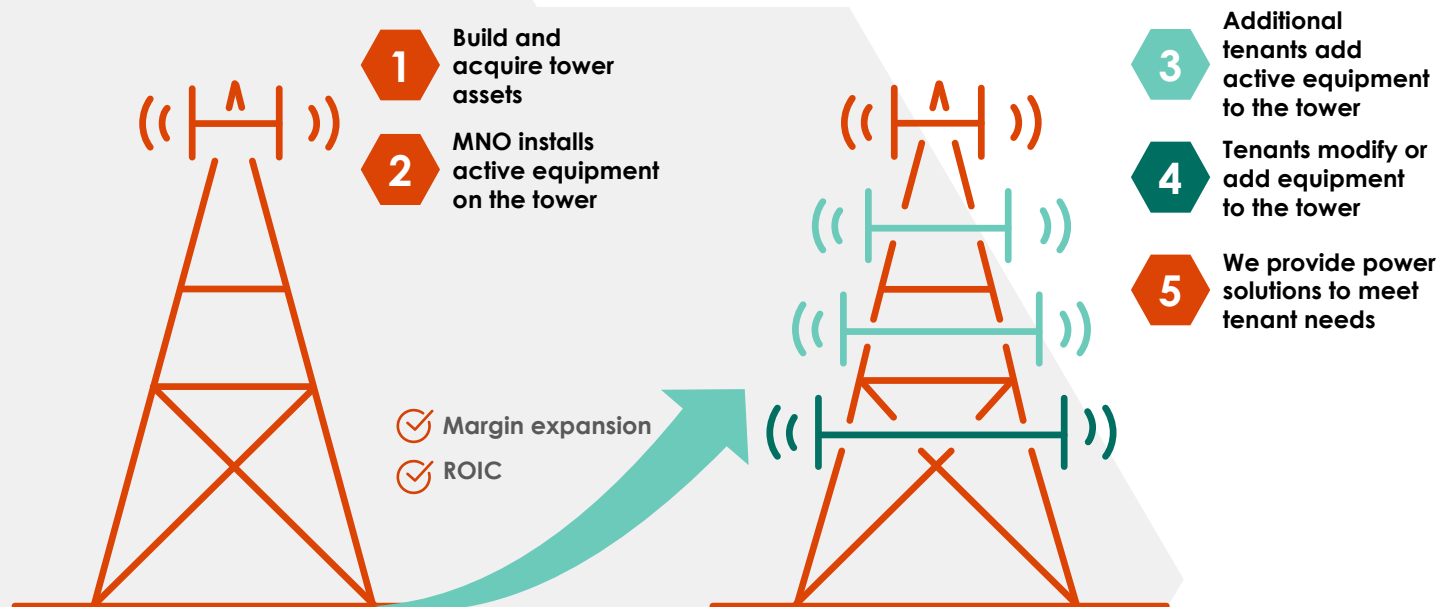 1
Build and
acquire tower
assets
2
MNO installs
active equipment
on the tower
Margin expansion
ROIC
3
Additional
tenants add
active equipment
to the tower
4
Tenants modify or
add equipment
to the tower
5
We provide power
solutions to meet
tenant needs